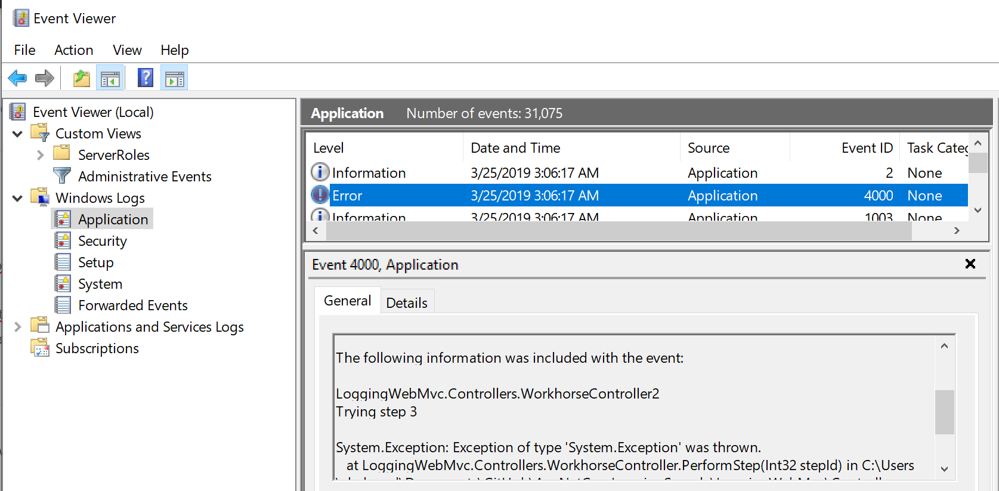 Event Viewer
File Action View Help
Event Viewer (Local)
Custom Views
ServerRoles
Administrative Events
Windows Logs
Application
Security
Setup
System
Forwarded Events
Applications and Services Logs
Subscriptions
Application Number of events: 31,075
Level Date and Time Source Event ID Task Categ
Information 3/25/2019 3:06:17 AM Application 2 None
Error 3/25/2019 3:06:17 AM Application 4000 None
Information 3/25/2019 3:06:17 AM Application 1003 None
Event 4000, Application
General Details
The following information was included with the event:
LoggingWebMvc.Controllers.WorkhorseController2
Trying step 3
System.Exception: Exception of type 'System.Exception' was thrown.
at LoggingWebMvc.Controllers.WorkhorseController.PerformStep(Int32 stepId) in C:\Users